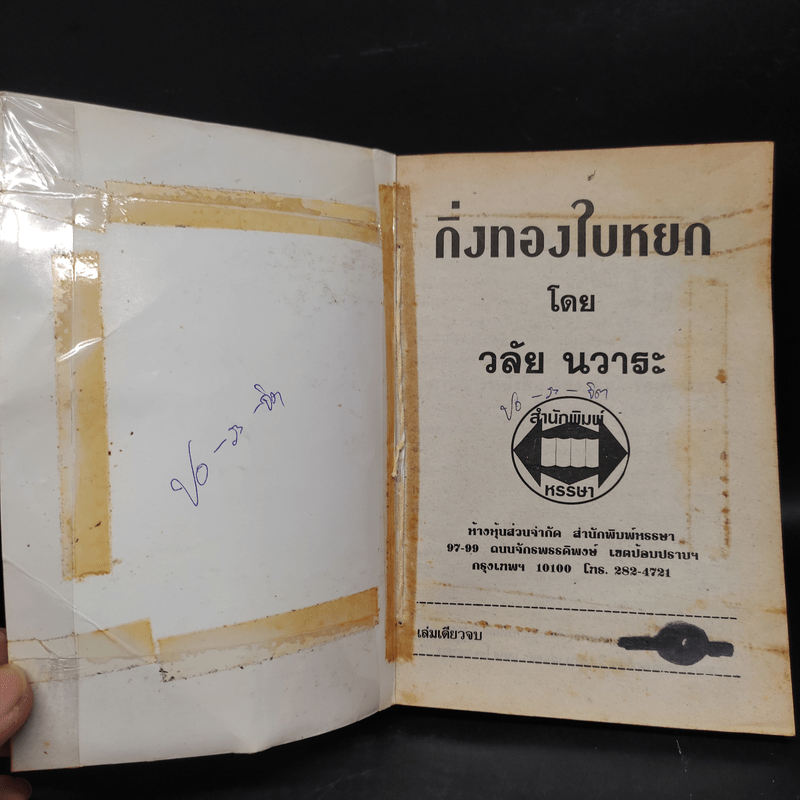 กิ่งทองใบหยก
โดย
วลัย นวาระ
สำนักพิมพ์
หรรษา
ห้างหุ้นส่วนจำกัด สำนักพิมพ์หรรษา
97-99 ถนนจักรพรรดิพงษ์ เขตป้อมปราบฯ
กรุงเทพฯ 10100 โทร. 282-4721
เล่มเดียวจบ